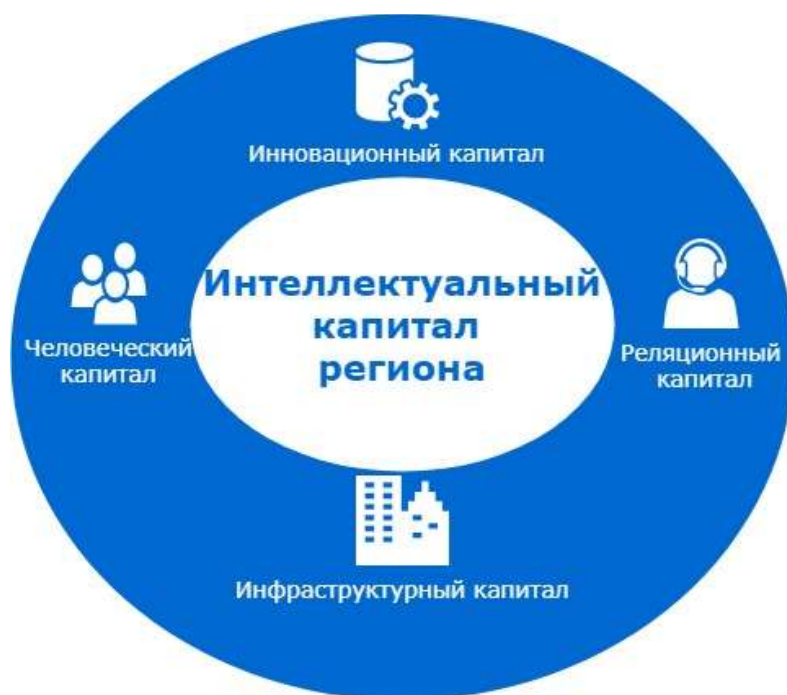 Инновационный капитал
Интеллектуальный
капитал
региона
Человеческий
капитал
Реляционный
капитал
Инфраструктурный капитал